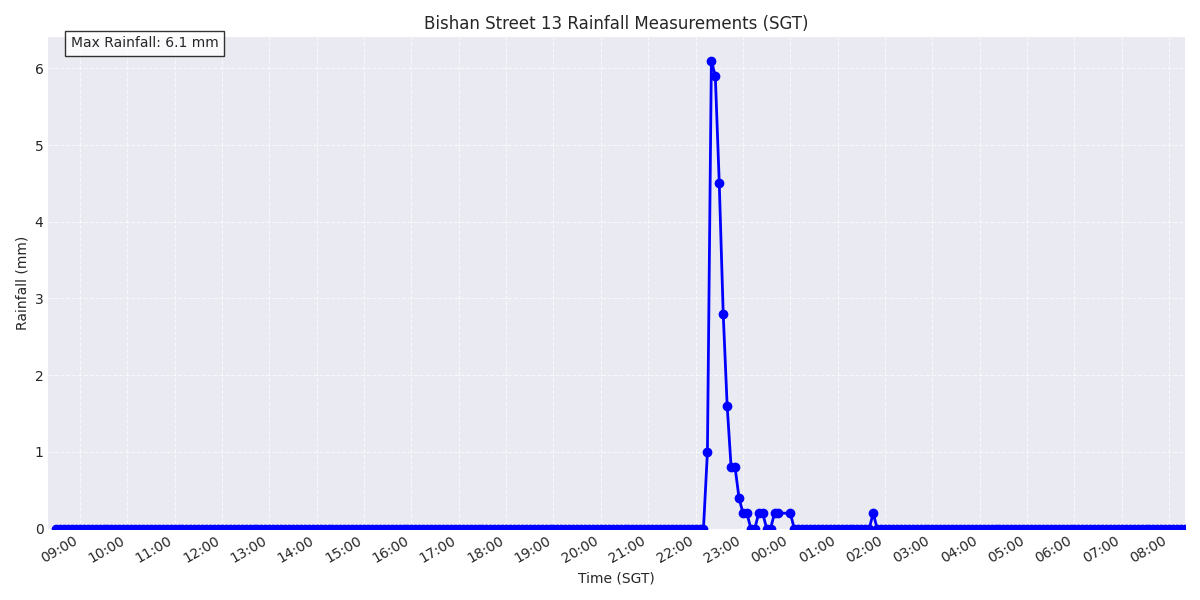 Bishan Street 13 Rainfall Measurements (SGT)
Max Rainfall: 6.1 mm
6
5
4
3
2
1
0
Rainfall (mm)
09:00 10:00 11:00 12:00 13:00 14:00 15:00 16:00 17:00 18:00 19:00 20:00 21:00 22:00 23:00 00:00 01:00 02:00 03:00 04:00 05:00 06:00 07:00 08:00
Time (SGT)